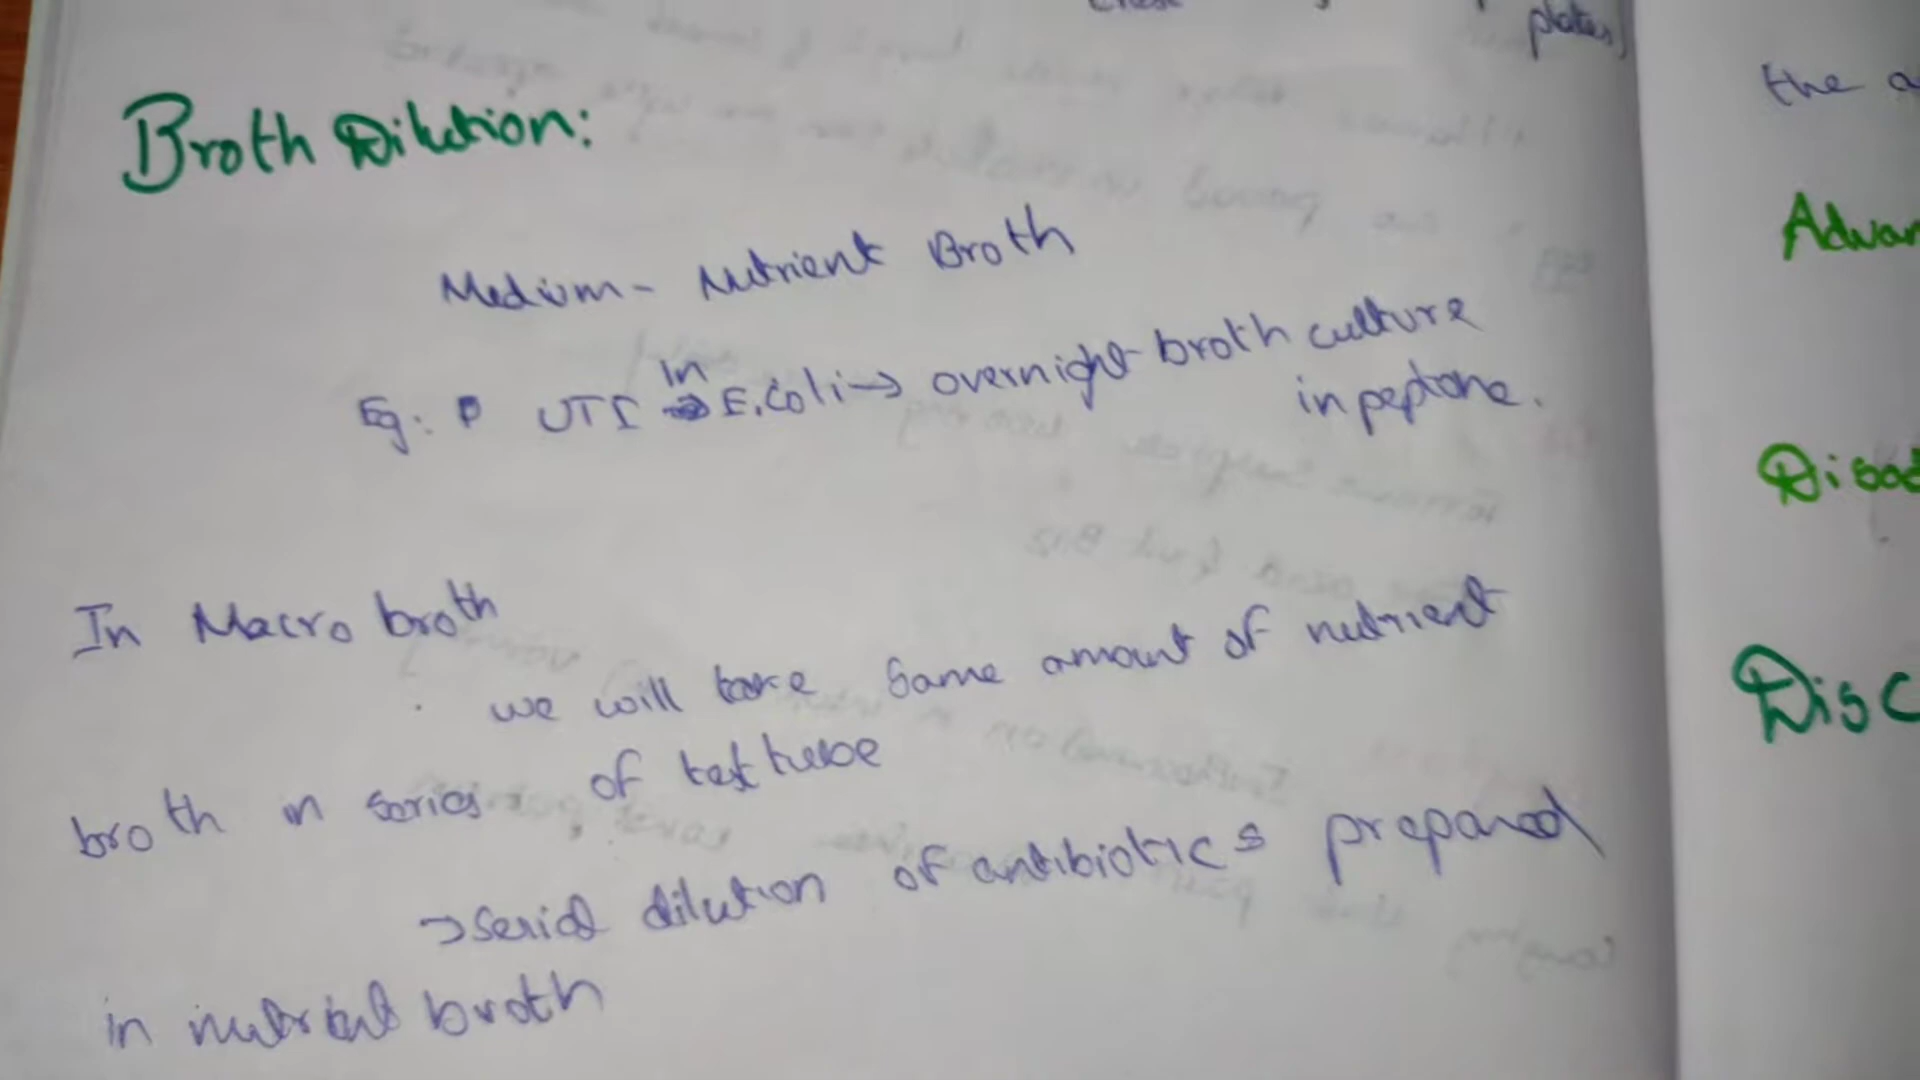 plates)
Broth Dilution:
Medium - Nutrient Broth
Eg: UTI In E.Coli → overnight broth culture
in peptone.
In Macro broth
we will take same amount of nutrient
broth in series of test tube
→ serial dilution of antibiotics prepared
in nutrient broth
the a
Advan
Disad
Disc